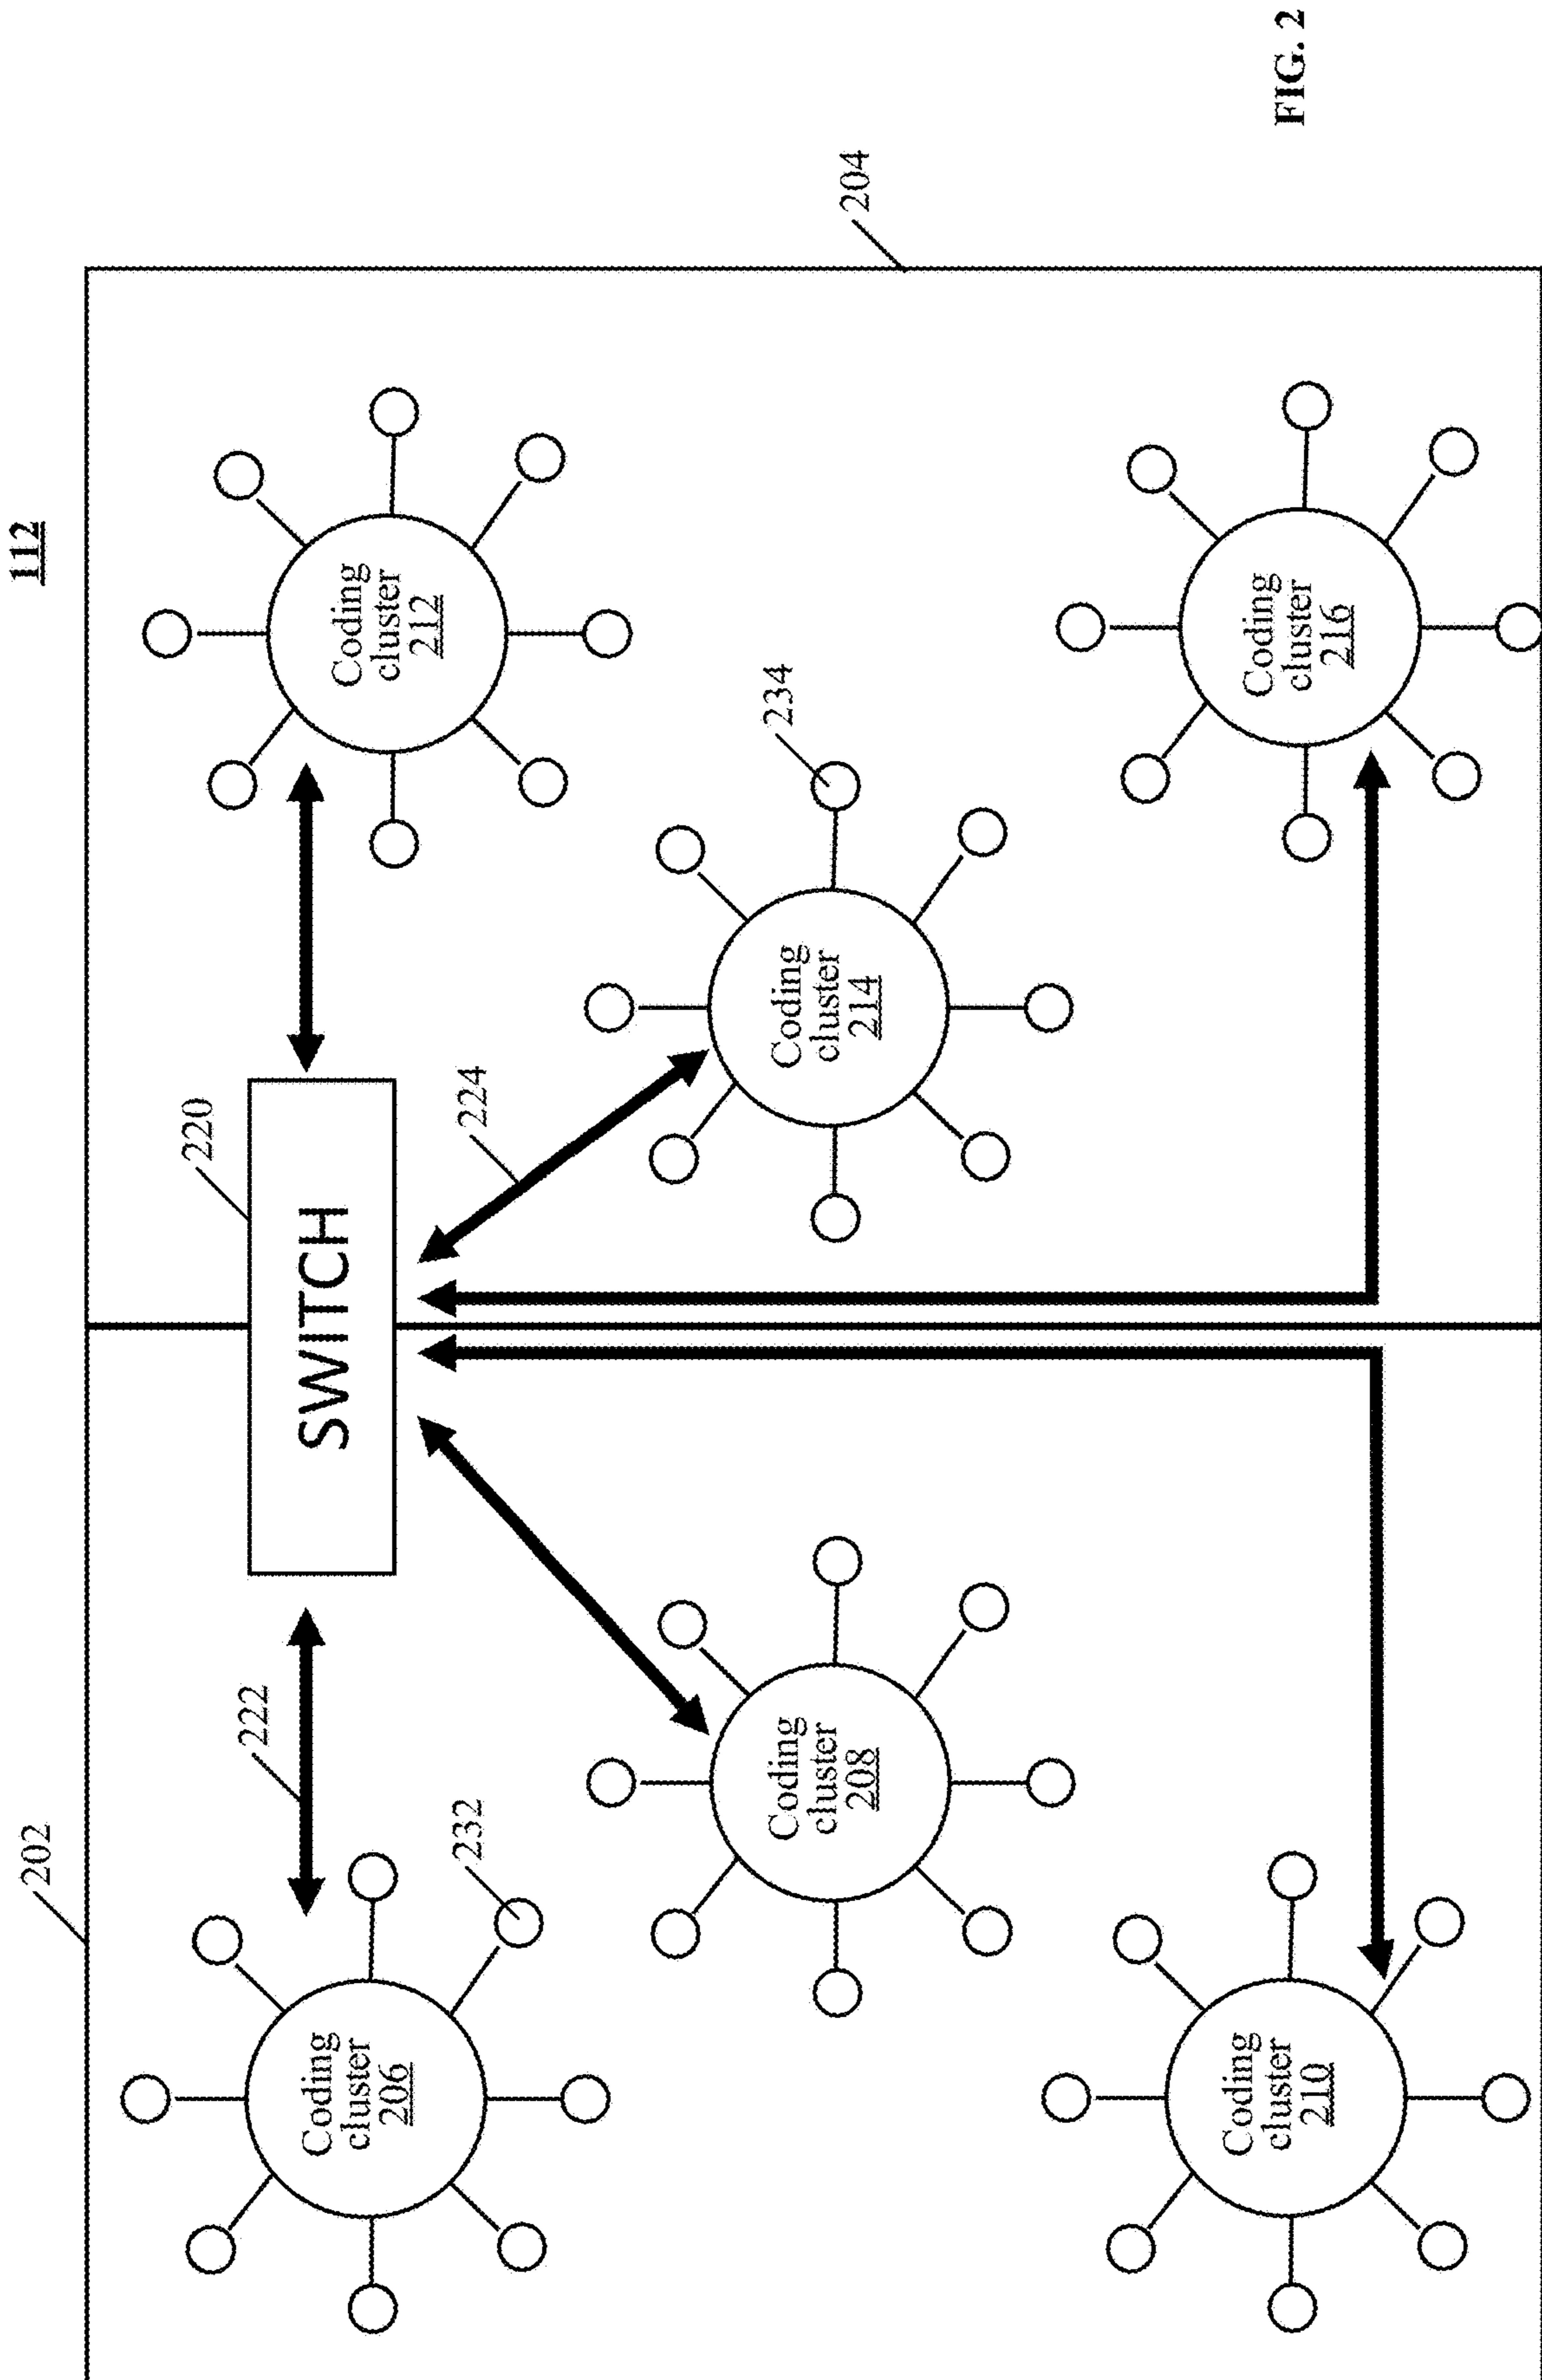 112
202
204
220
SWITCH
222
224
232
234
Coding
cluster
206
Coding
cluster
208
Coding
cluster
210
Coding
cluster
212
Coding
cluster
214
Coding
cluster
216
FIG. 2